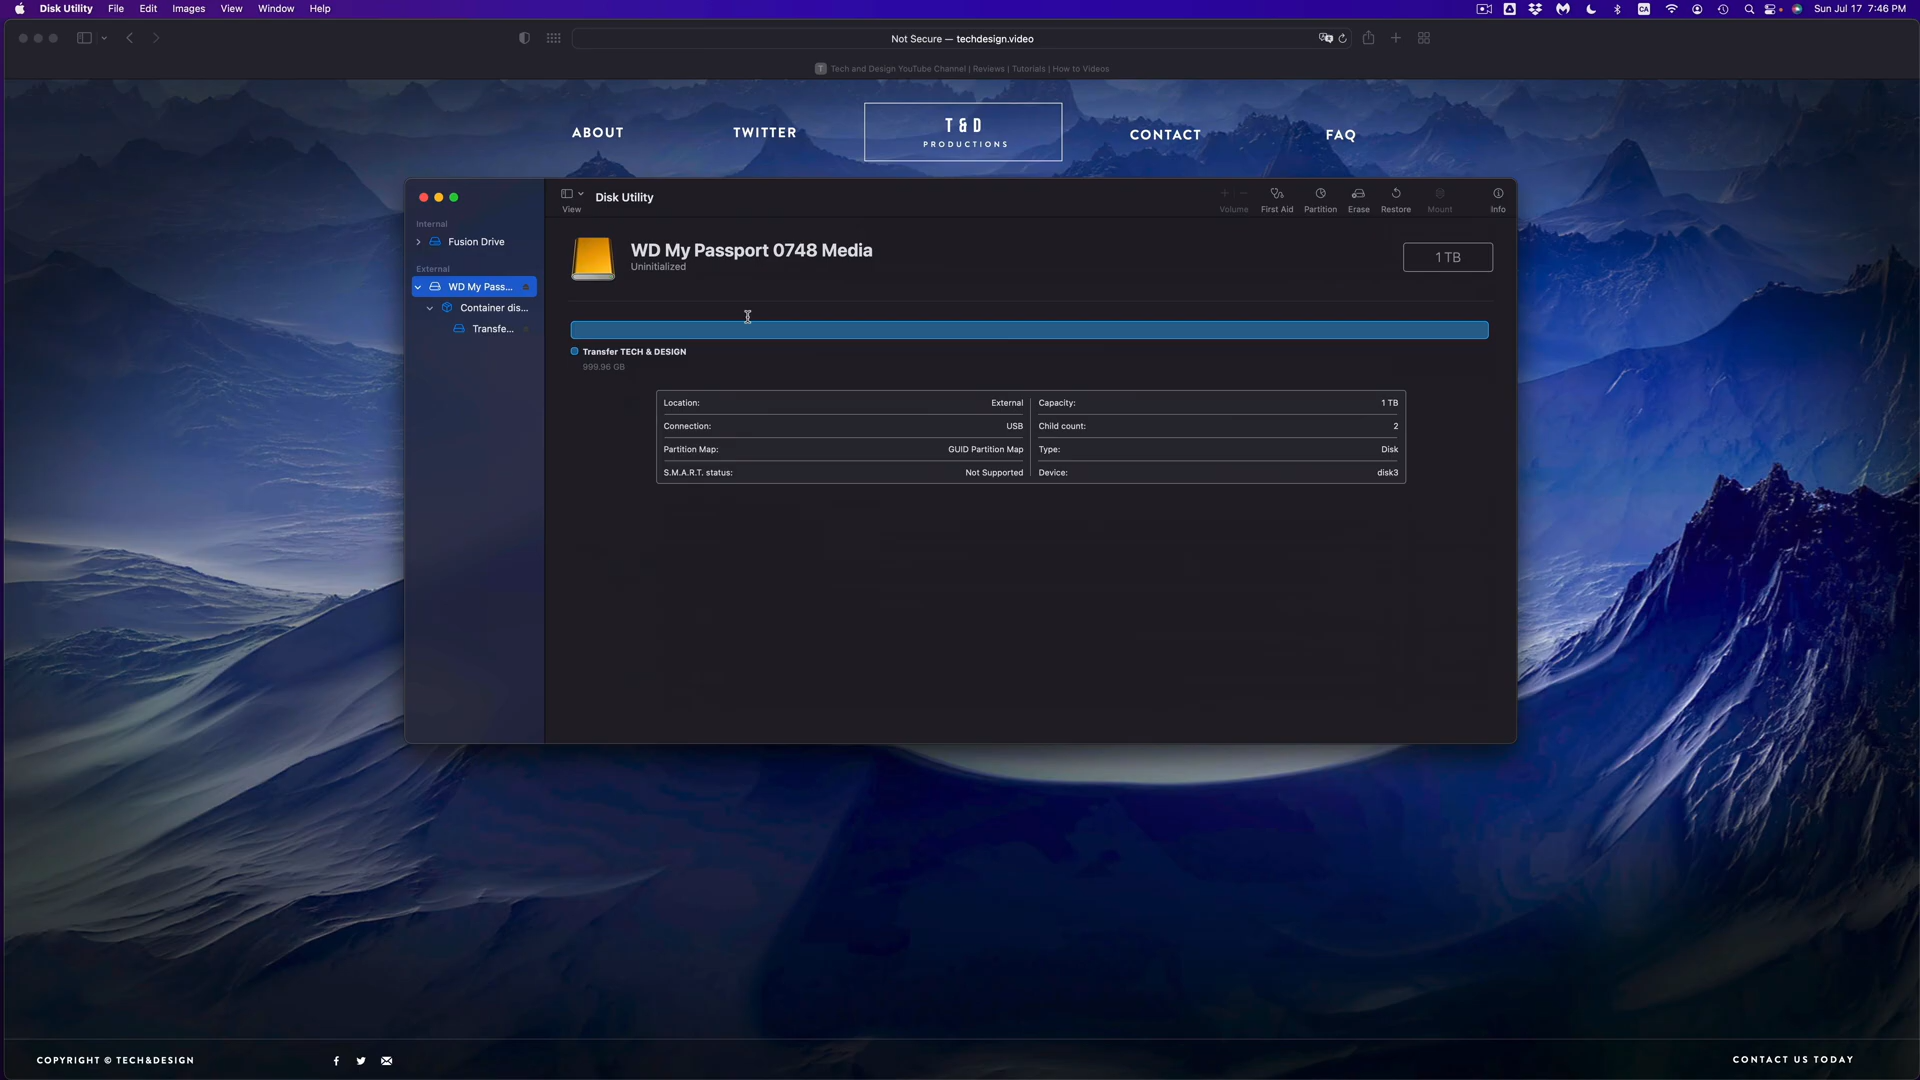 Disk Utility File Edit Images View Window Help
CA
Sun Jul 17 7:46 PM
Not Secure — techdesign.video
T Tech and Design YouTube Channel | Reviews | Tutorials | How to Videos
ABOUT
TWITTER
T & D
PRODUCTIONS
CONTACT
FAQ
View
Disk Utility
Volume First Aid Partition Erase Restore Mount Info
Internal
Fusion Drive
External
WD My Pass...
Container dis...
Transfe...
WD My Passport 0748 Media
Uninitialized
1 TB
Transfer TECH & DESIGN
999.96 GB
Location: External
Connection: USB
Partition Map: GUID Partition Map
S.M.A.R.T. status: Not Supported
Capacity: 1 TB
Child count: 2
Type: Disk
Device: disk3
COPYRIGHT © TECH&DESIGN
CONTACT US TODAY